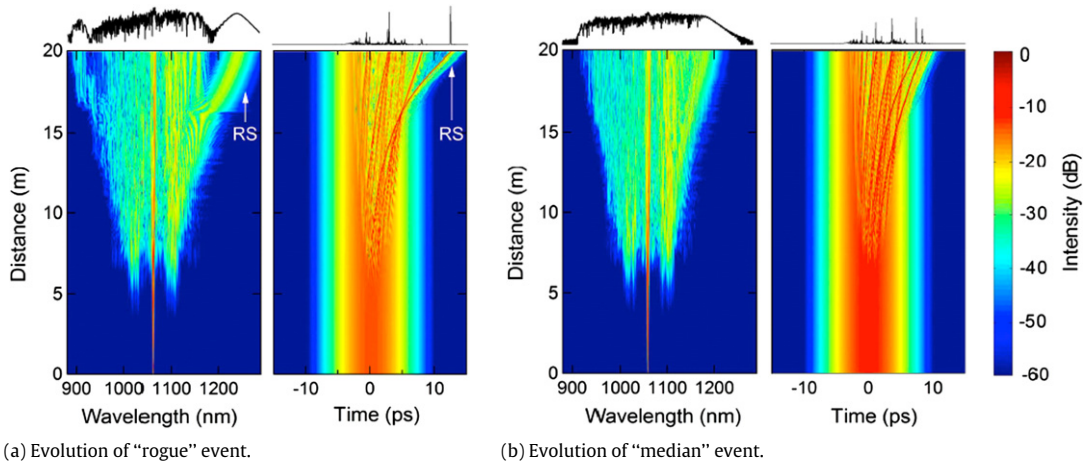 20
15
10
5
0
Distance (m)
900 1000 1100 1200
Wavelength (nm)
RS
-10 0 10
Time (ps)
RS
20
15
10
5
0
Distance (m)
900 1000 1100 1200
Wavelength (nm)
-10 0 10
Time (ps)
0
-10
-20
-30
-40
-50
-60
Intensity (dB)
(a) Evolution of “rogue” event.
(b) Evolution of “median” event.